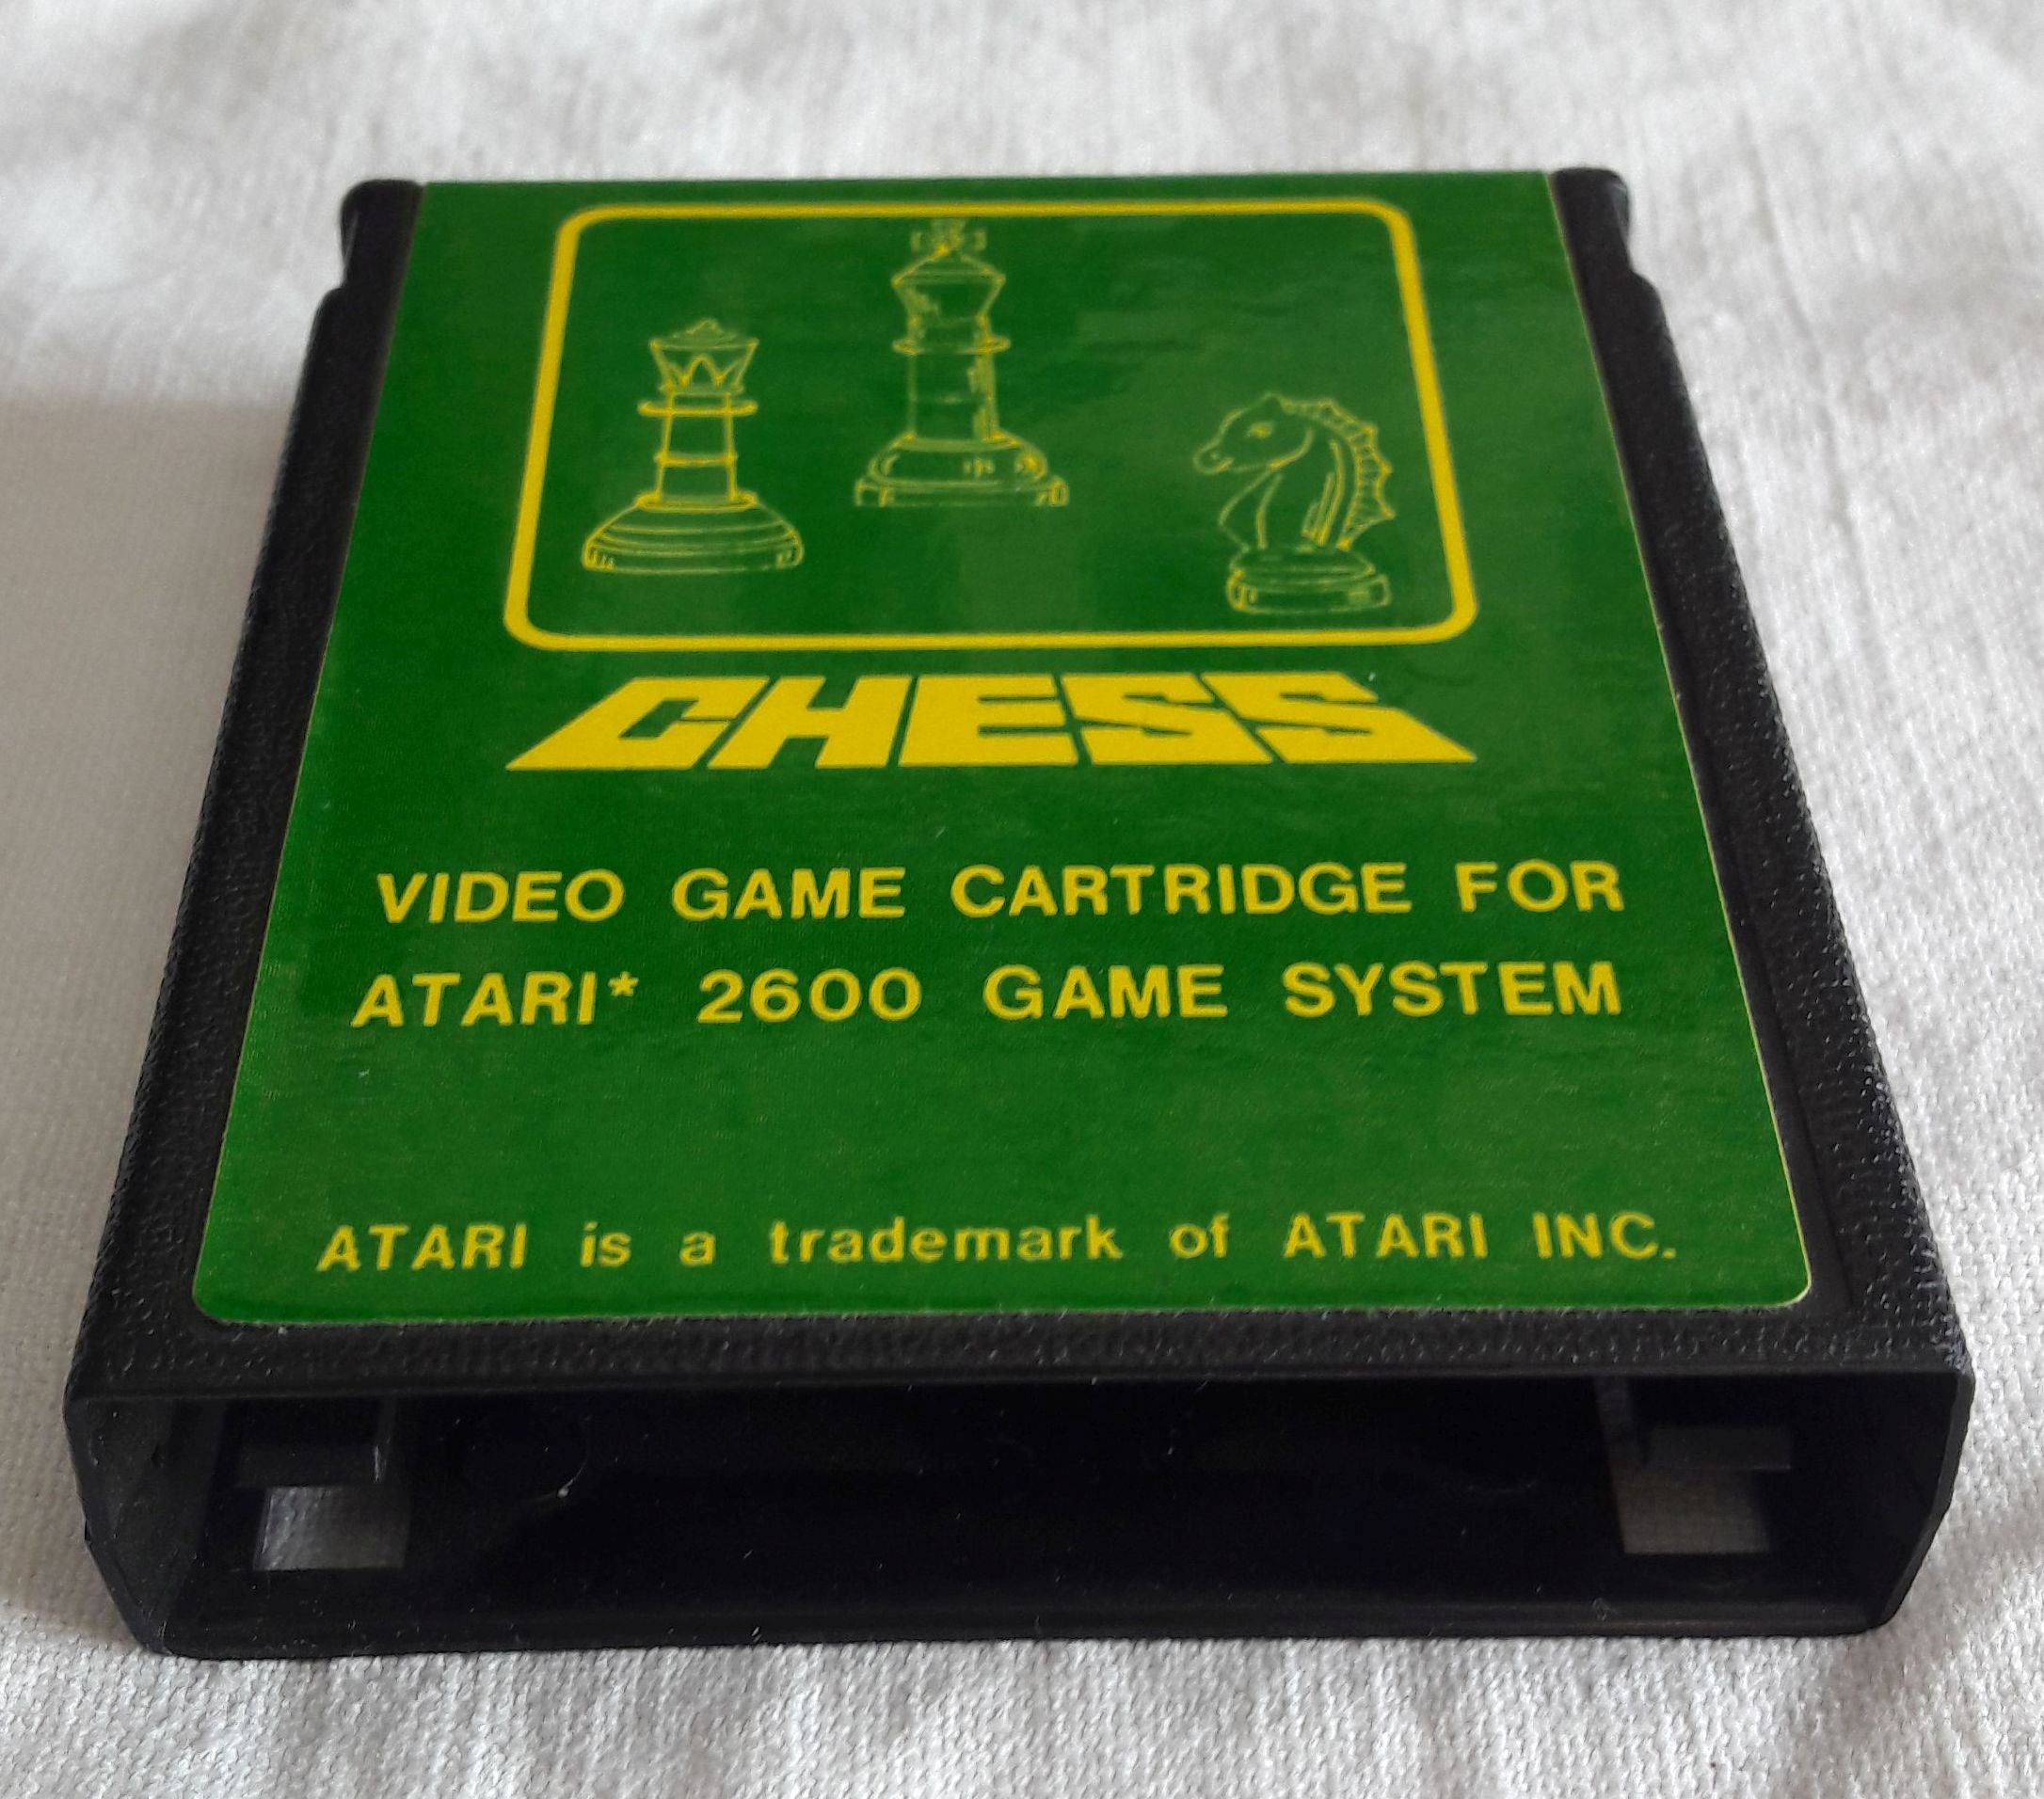 CHESS
VIDEO GAME CARTRIDGE FOR
ATARI* 2600 GAME SYSTEM
ATARI is a trademark of ATARI INC.